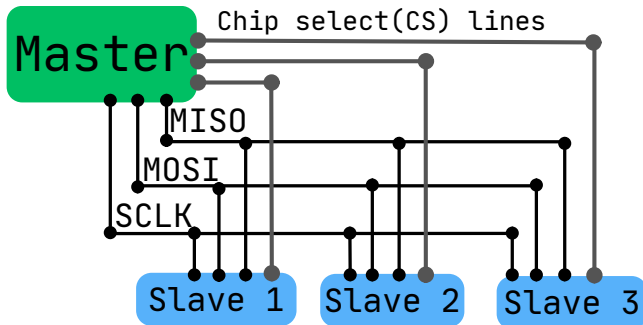 Chip select(CS) lines
Master
MISO
MOSI
SCLK
Slave 1
Slave 2
Slave 3